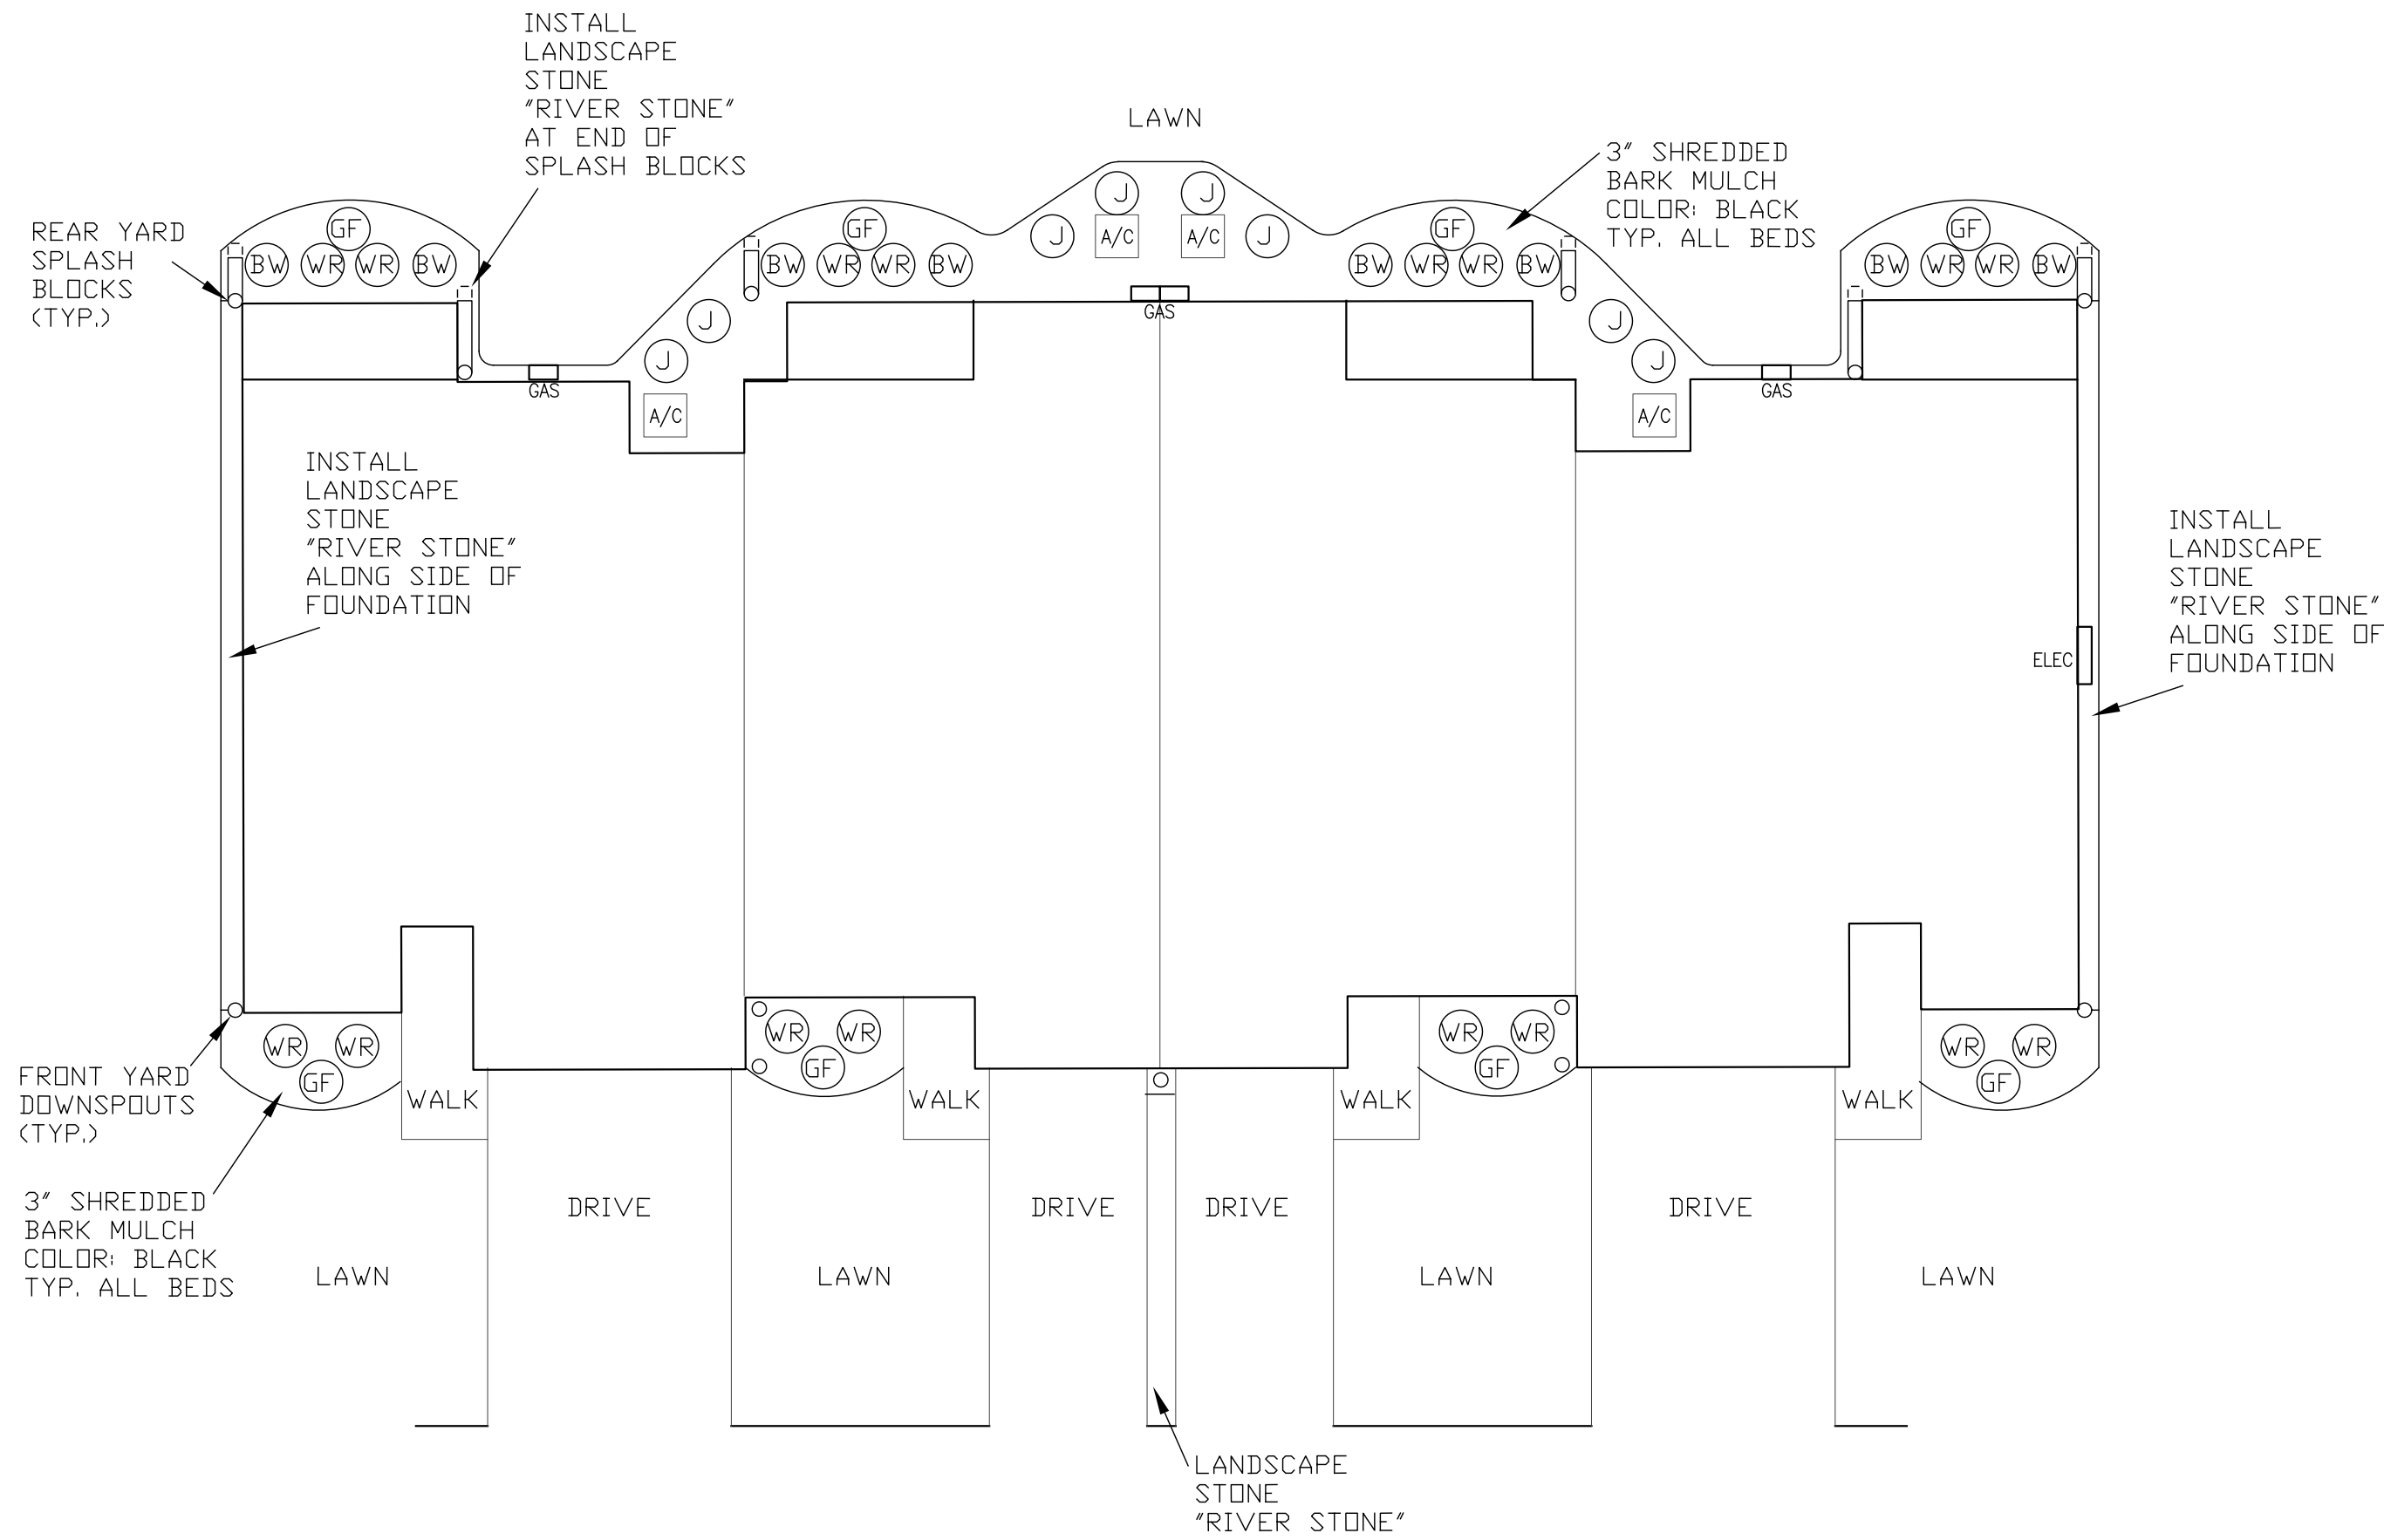 INSTALL
LANDSCAPE
STONE
"RIVER STONE"
AT END OF
SPLASH BLOCKS
LAWN
3" SHREDDED
BARK MULCH
COLOR: BLACK
TYP. ALL BEDS
REAR YARD
SPLASH
BLOCKS
(TYP.)
J J
GF GF J A/C A/C J GF GF
BW WR WR BW BW WR WR BW BW WR WR BW BW WR WR BW
GAS
J J
J J
GAS GAS
A/C A/C
INSTALL
LANDSCAPE
STONE
"RIVER STONE"
ALONG SIDE OF
FOUNDATION
INSTALL
LANDSCAPE
STONE
"RIVER STONE"
ALONG SIDE OF
FOUNDATION
ELEC
WR WR WR WR WR WR WR WR
GF GF GF GF
FRONT YARD
DOWNSPOUTS
(TYP.)
WALK WALK WALK WALK
3" SHREDDED
BARK MULCH
COLOR: BLACK
TYP. ALL BEDS
DRIVE DRIVE DRIVE DRIVE
LAWN LAWN LAWN LAWN
LANDSCAPE
STONE
"RIVER STONE"